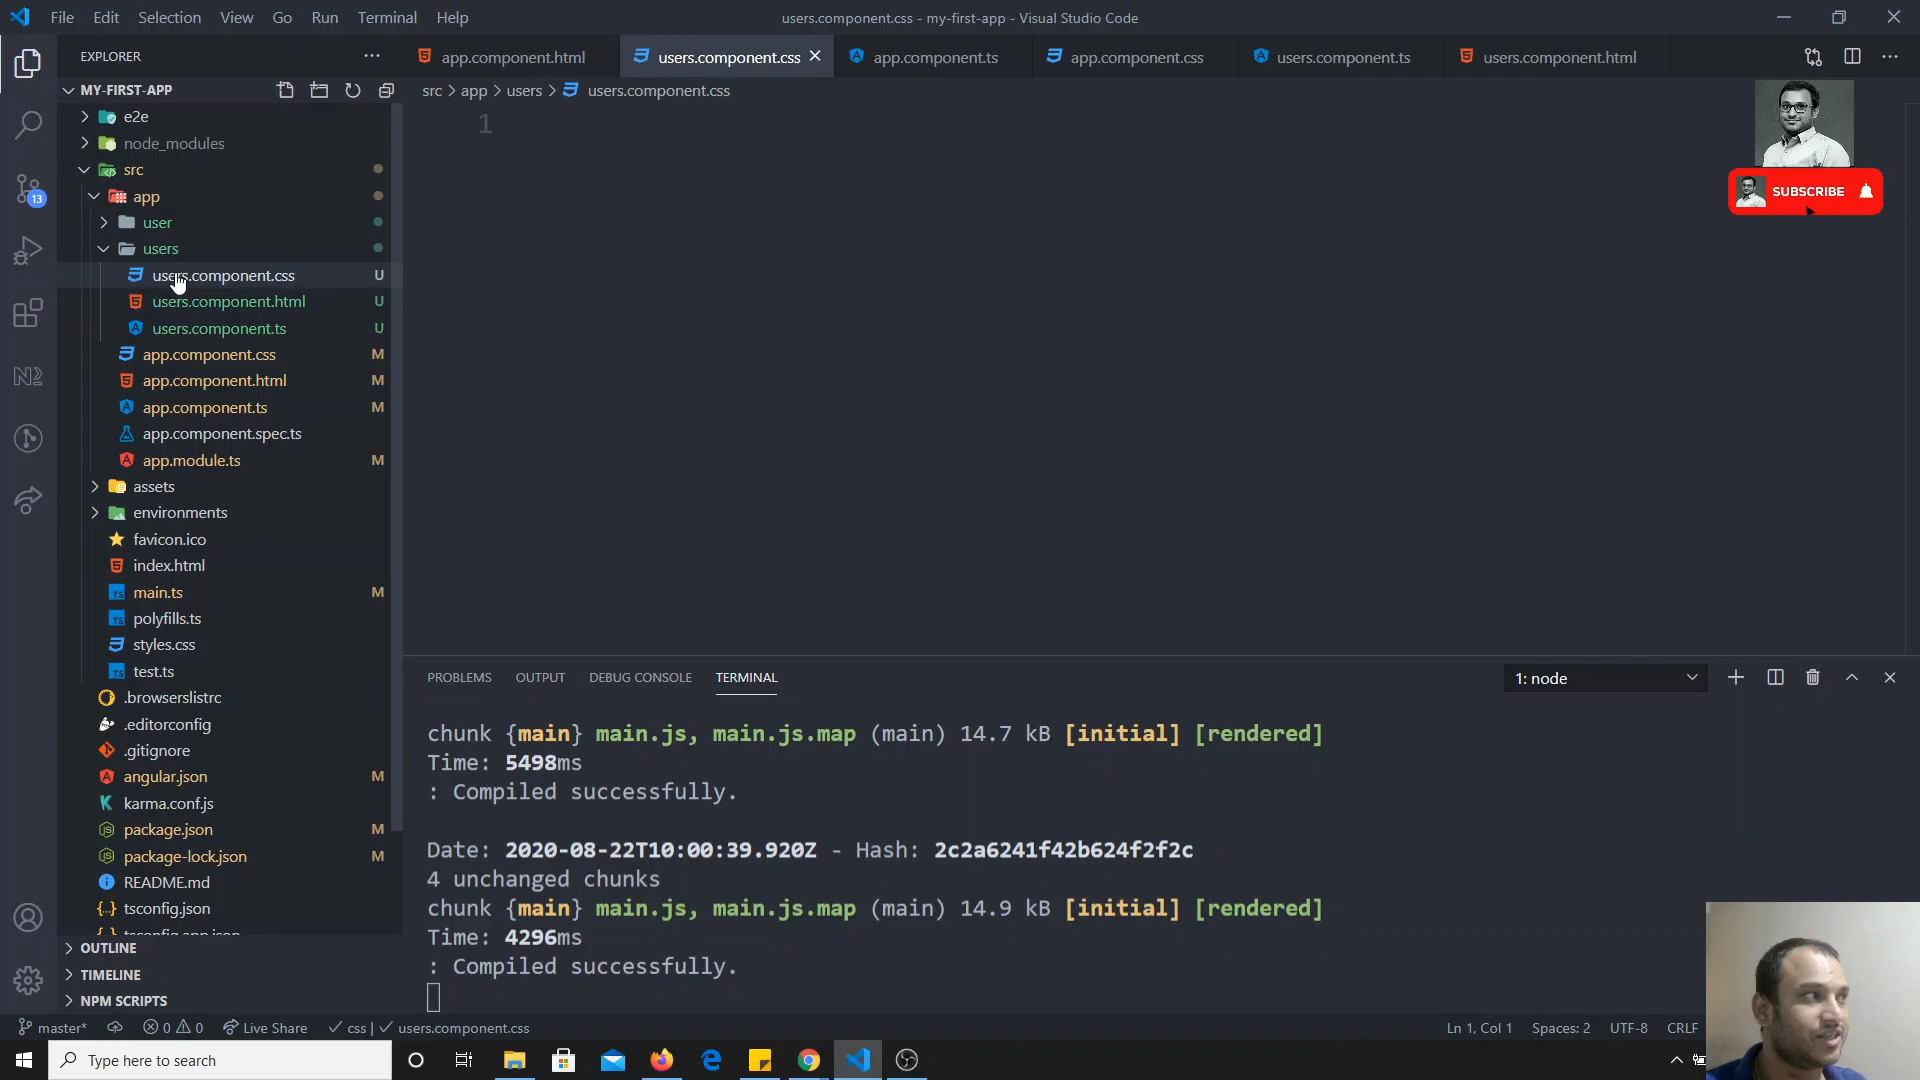 File Edit Selection View Go Run Terminal Help
users.component.css - my-first-app - Visual Studio Code
EXPLORER
app.component.html
users.component.css
app.component.ts
app.component.css
users.component.ts
users.component.html
MY-FIRST-APP
src > app > users > users.component.css
1
SUBSCRIBE
e2e
node_modules
src
app
user
users
users.component.css U
users.component.html U
users.component.ts U
app.component.css M
app.component.html M
app.component.ts M
app.component.spec.ts
app.module.ts M
assets
environments
favicon.ico
index.html
main.ts M
polyfills.ts
styles.css
test.ts
.browserslistrc
.editorconfig
.gitignore
angular.json M
karma.conf.js
package.json M
package-lock.json M
README.md
tsconfig.json
tsconfig.app.json
OUTLINE
TIMELINE
NPM SCRIPTS
13
PROBLEMS OUTPUT DEBUG CONSOLE TERMINAL
1: node
chunk {main} main.js, main.js.map (main) 14.7 kB [initial] [rendered]
Time: 5498ms
: Compiled successfully.
Date: 2020-08-22T10:00:39.920Z - Hash: 2c2a6241f42b624f2f2c
4 unchanged chunks
chunk {main} main.js, main.js.map (main) 14.9 kB [initial] [rendered]
Time: 4296ms
: Compiled successfully.
master* 0 0 Live Share css | users.component.css
Ln 1, Col 1 Spaces: 2 UTF-8 CRLF
Type here to search